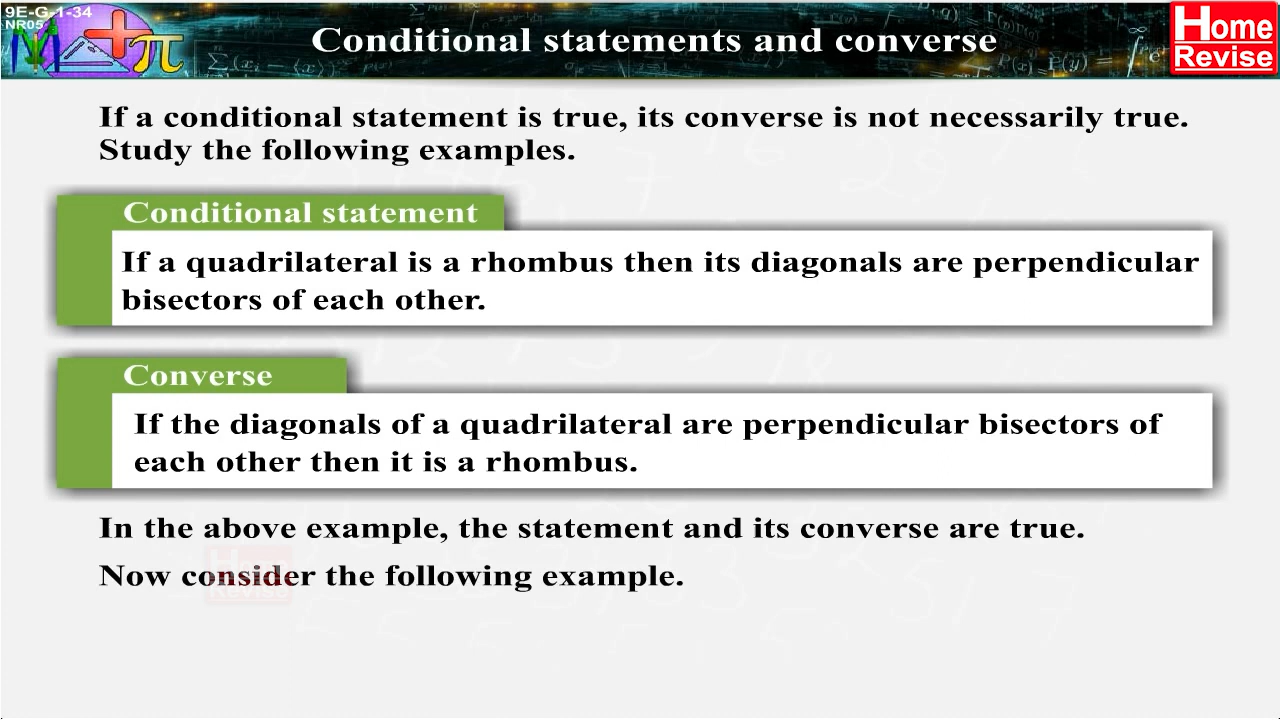 9E-G-1-34
NR05
Conditional statements and converse
Home
Revise
If a conditional statement is true, its converse is not necessarily true.
Study the following examples.
Conditional statement
If a quadrilateral is a rhombus then its diagonals are perpendicular
bisectors of each other.
Converse
If the diagonals of a quadrilateral are perpendicular bisectors of
each other then it is a rhombus.
In the above example, the statement and its converse are true.
Now consider the following example.
Home
Revise